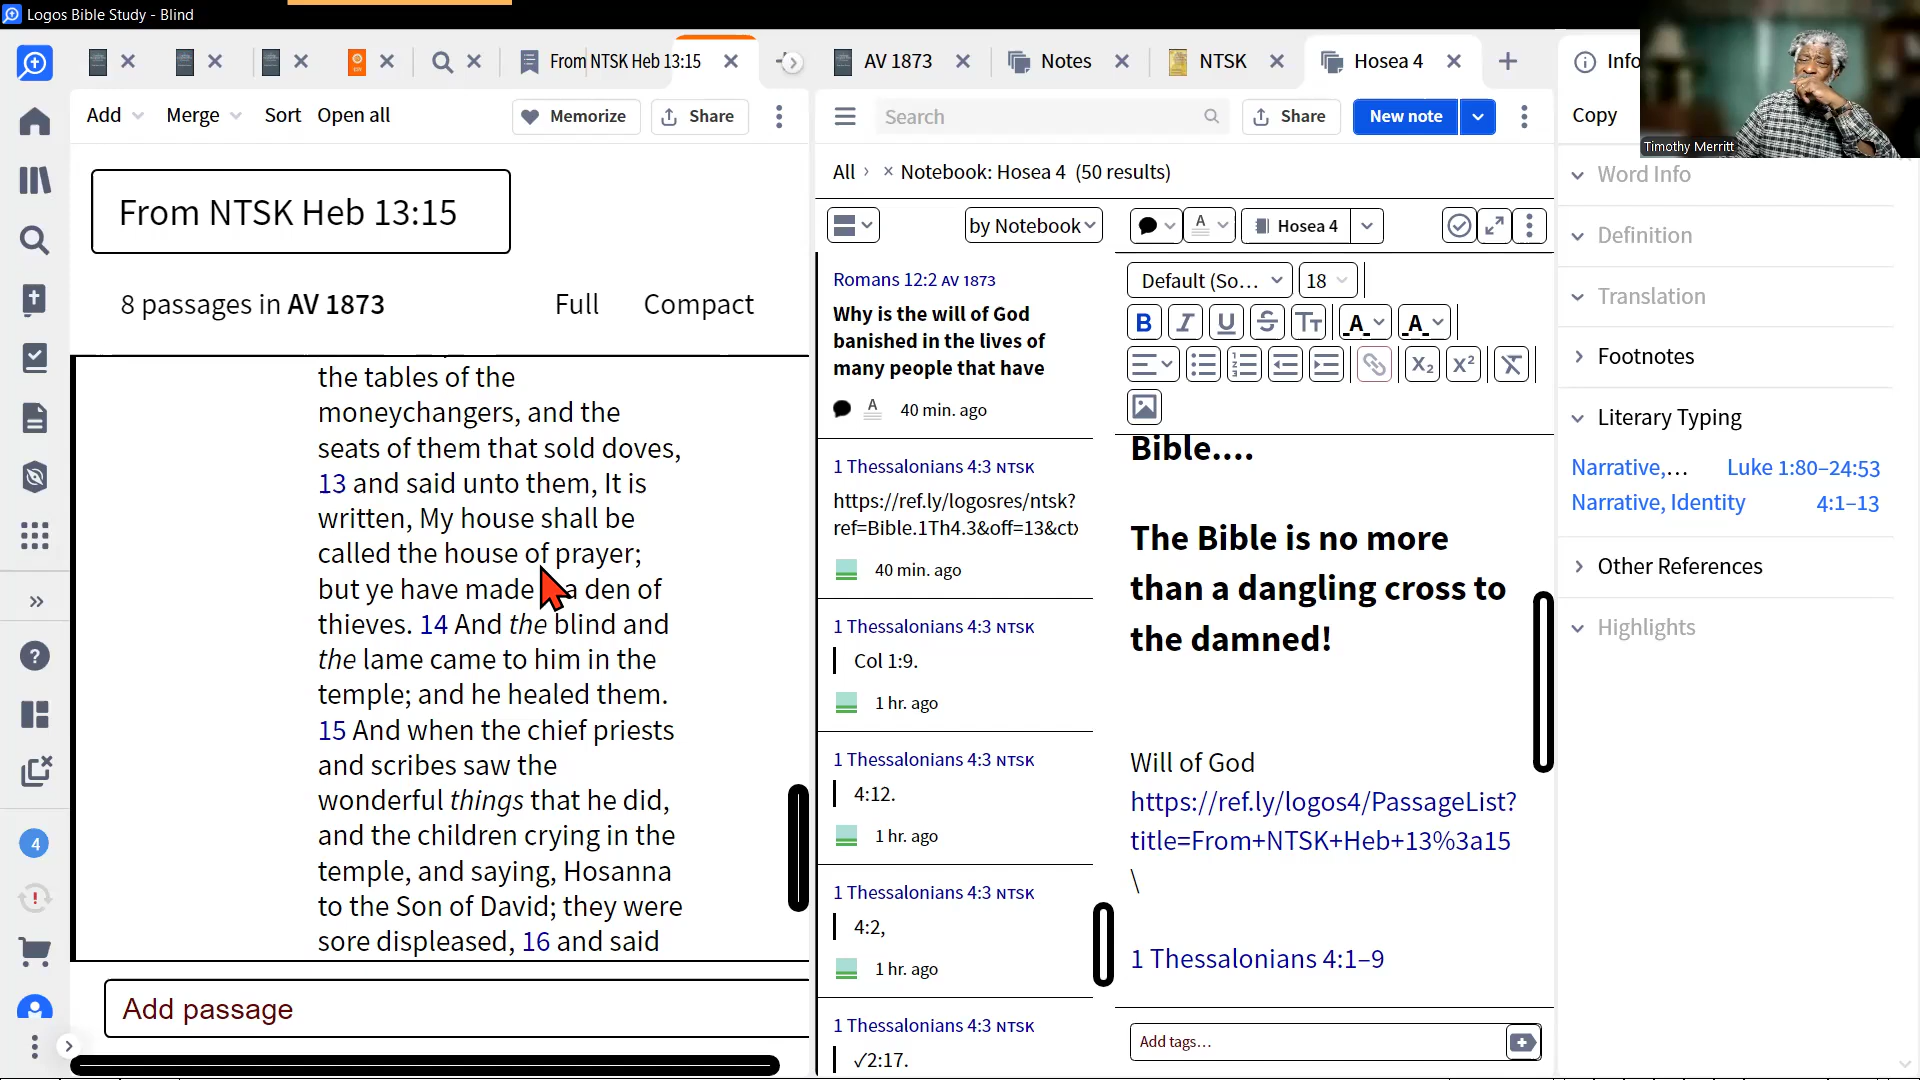 Logos Bible Study - Blind
From NTSK Heb 13:15
AV 1873
Notes
NTSK
Hosea 4
Info
Add
Merge
Sort
Open all
Memorize
Share
Search
Share
New note
Copy
Timothy Merritt
From NTSK Heb 13:15
8 passages in AV 1873
Full
Compact
the tables of the
moneychangers, and the
seats of them that sold doves,
13 and said unto them, It is
written, My house shall be
called the house of prayer;
but ye have made a den of
thieves. 14 And the blind and
the lame came to him in the
temple; and he healed them.
15 And when the chief priests
and scribes saw the
wonderful things that he did,
and the children crying in the
temple, and saying, Hosanna
to the Son of David; they were
sore displeased, 16 and said
Add passage
4
All › × Notebook: Hosea 4 (50 results)
by Notebook
Hosea 4
Romans 12:2 AV 1873
Why is the will of God
banished in the lives of
many people that have
40 min. ago
1 Thessalonians 4:3 NTSK
https://ref.ly/logosres/ntsk?
ref=Bible.1Th4.3&off=13&ctx
40 min. ago
1 Thessalonians 4:3 NTSK
Col 1:9.
1 hr. ago
1 Thessalonians 4:3 NTSK
4:12.
1 hr. ago
1 Thessalonians 4:3 NTSK
4:2,
1 hr. ago
1 Thessalonians 4:3 NTSK
✓2:17.
Default (So...
18
Bible....
The Bible is no more
than a dangling cross to
the damned!
Will of God
https://ref.ly/logos4/PassageList?
title=From+NTSK+Heb+13%3a15
\
1 Thessalonians 4:1–9
Add tags…
Word Info
Definition
Translation
Footnotes
Literary Typing
Narrative,... Luke 1:80–24:53
Narrative, Identity 4:1–13
Other References
Highlights